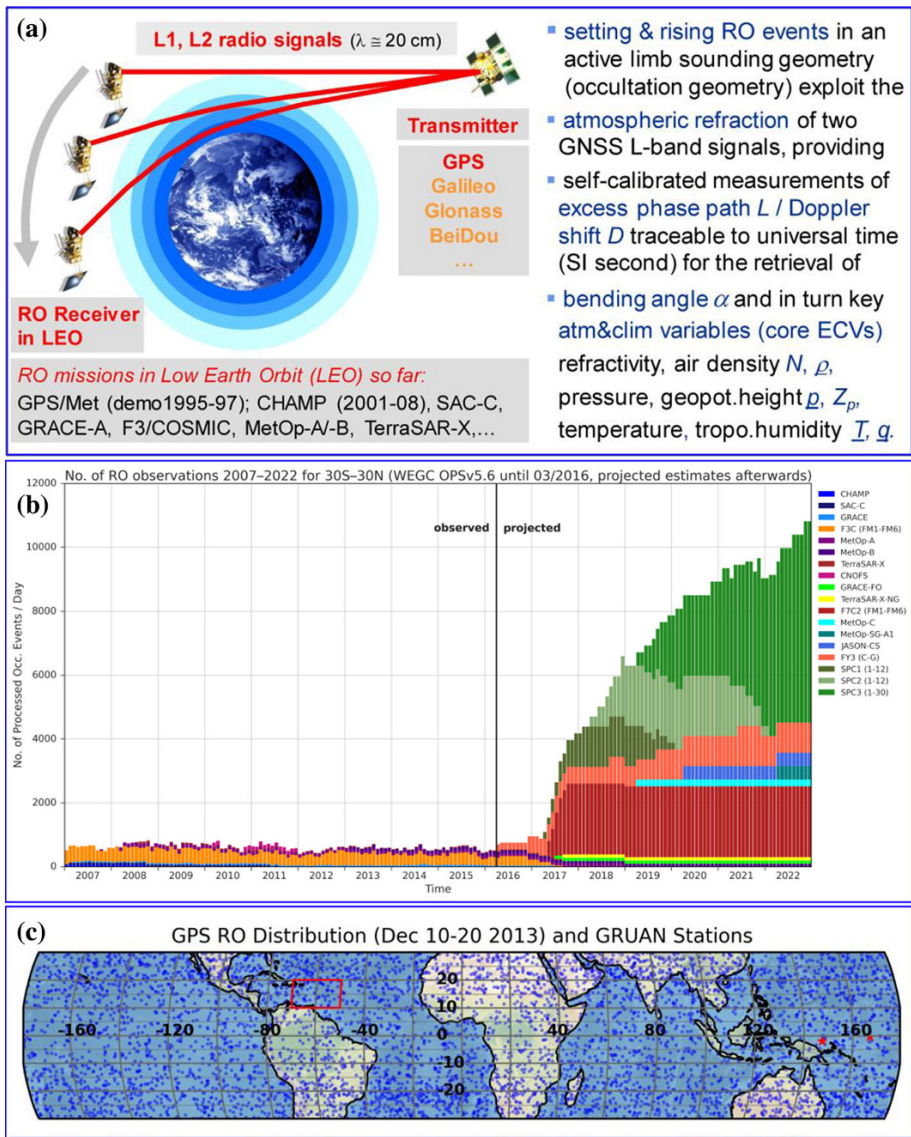 (a)
L1, L2 radio signals (λ ≅ 20 cm)
Transmitter
GPS
Galileo
Glonass
BeiDou
…
RO Receiver
in LEO
RO missions in Low Earth Orbit (LEO) so far:
GPS/Met (demo1995-97); CHAMP (2001-08), SAC-C,
GRACE-A, F3/COSMIC, MetOp-A/-B, TerraSAR-X,…
▪ setting & rising RO events in an
active limb sounding geometry
(occultation geometry) exploit the
▪ atmospheric refraction of two
GNSS L-band signals, providing
▪ self-calibrated measurements of
excess phase path L / Doppler
shift D traceable to universal time
(SI second) for the retrieval of
▪ bending angle α and in turn key
atm&clim variables (core ECVs)
refractivity, air density N, ρ,
pressure, geopot.height p, Zp,
temperature, tropo.humidity T, q.
(b)
No. of RO observations 2007–2022 for 30S–30N (WEGC OPSv5.6 until 03/2016, projected estimates afterwards)
12000
10000
8000
6000
4000
2000
0
No. of Processed Occ. Events / Day
observed
projected
2007 2008 2009 2010 2011 2012 2013 2014 2015 2016 2017 2018 2019 2020 2021 2022
Time
CHAMP
SAC-C
GRACE
F3C (FM1-FM6)
MetOp-A
MetOp-B
TerraSAR-X
CNOFS
GRACE-FO
TerraSAR-X-NG
F7C2 (FM1-FM6)
MetOp-C
MetOp-SG-A1
JASON-CS
FY3 (C-G)
SPC1 (1-12)
SPC2 (1-12)
SPC3 (1-30)
(c)
GPS RO Distribution (Dec 10-20 2013) and GRUAN Stations
20
20
10
10
-160 -120 -80 -40 0 40 80 120 160
-10
-10
-20
-20